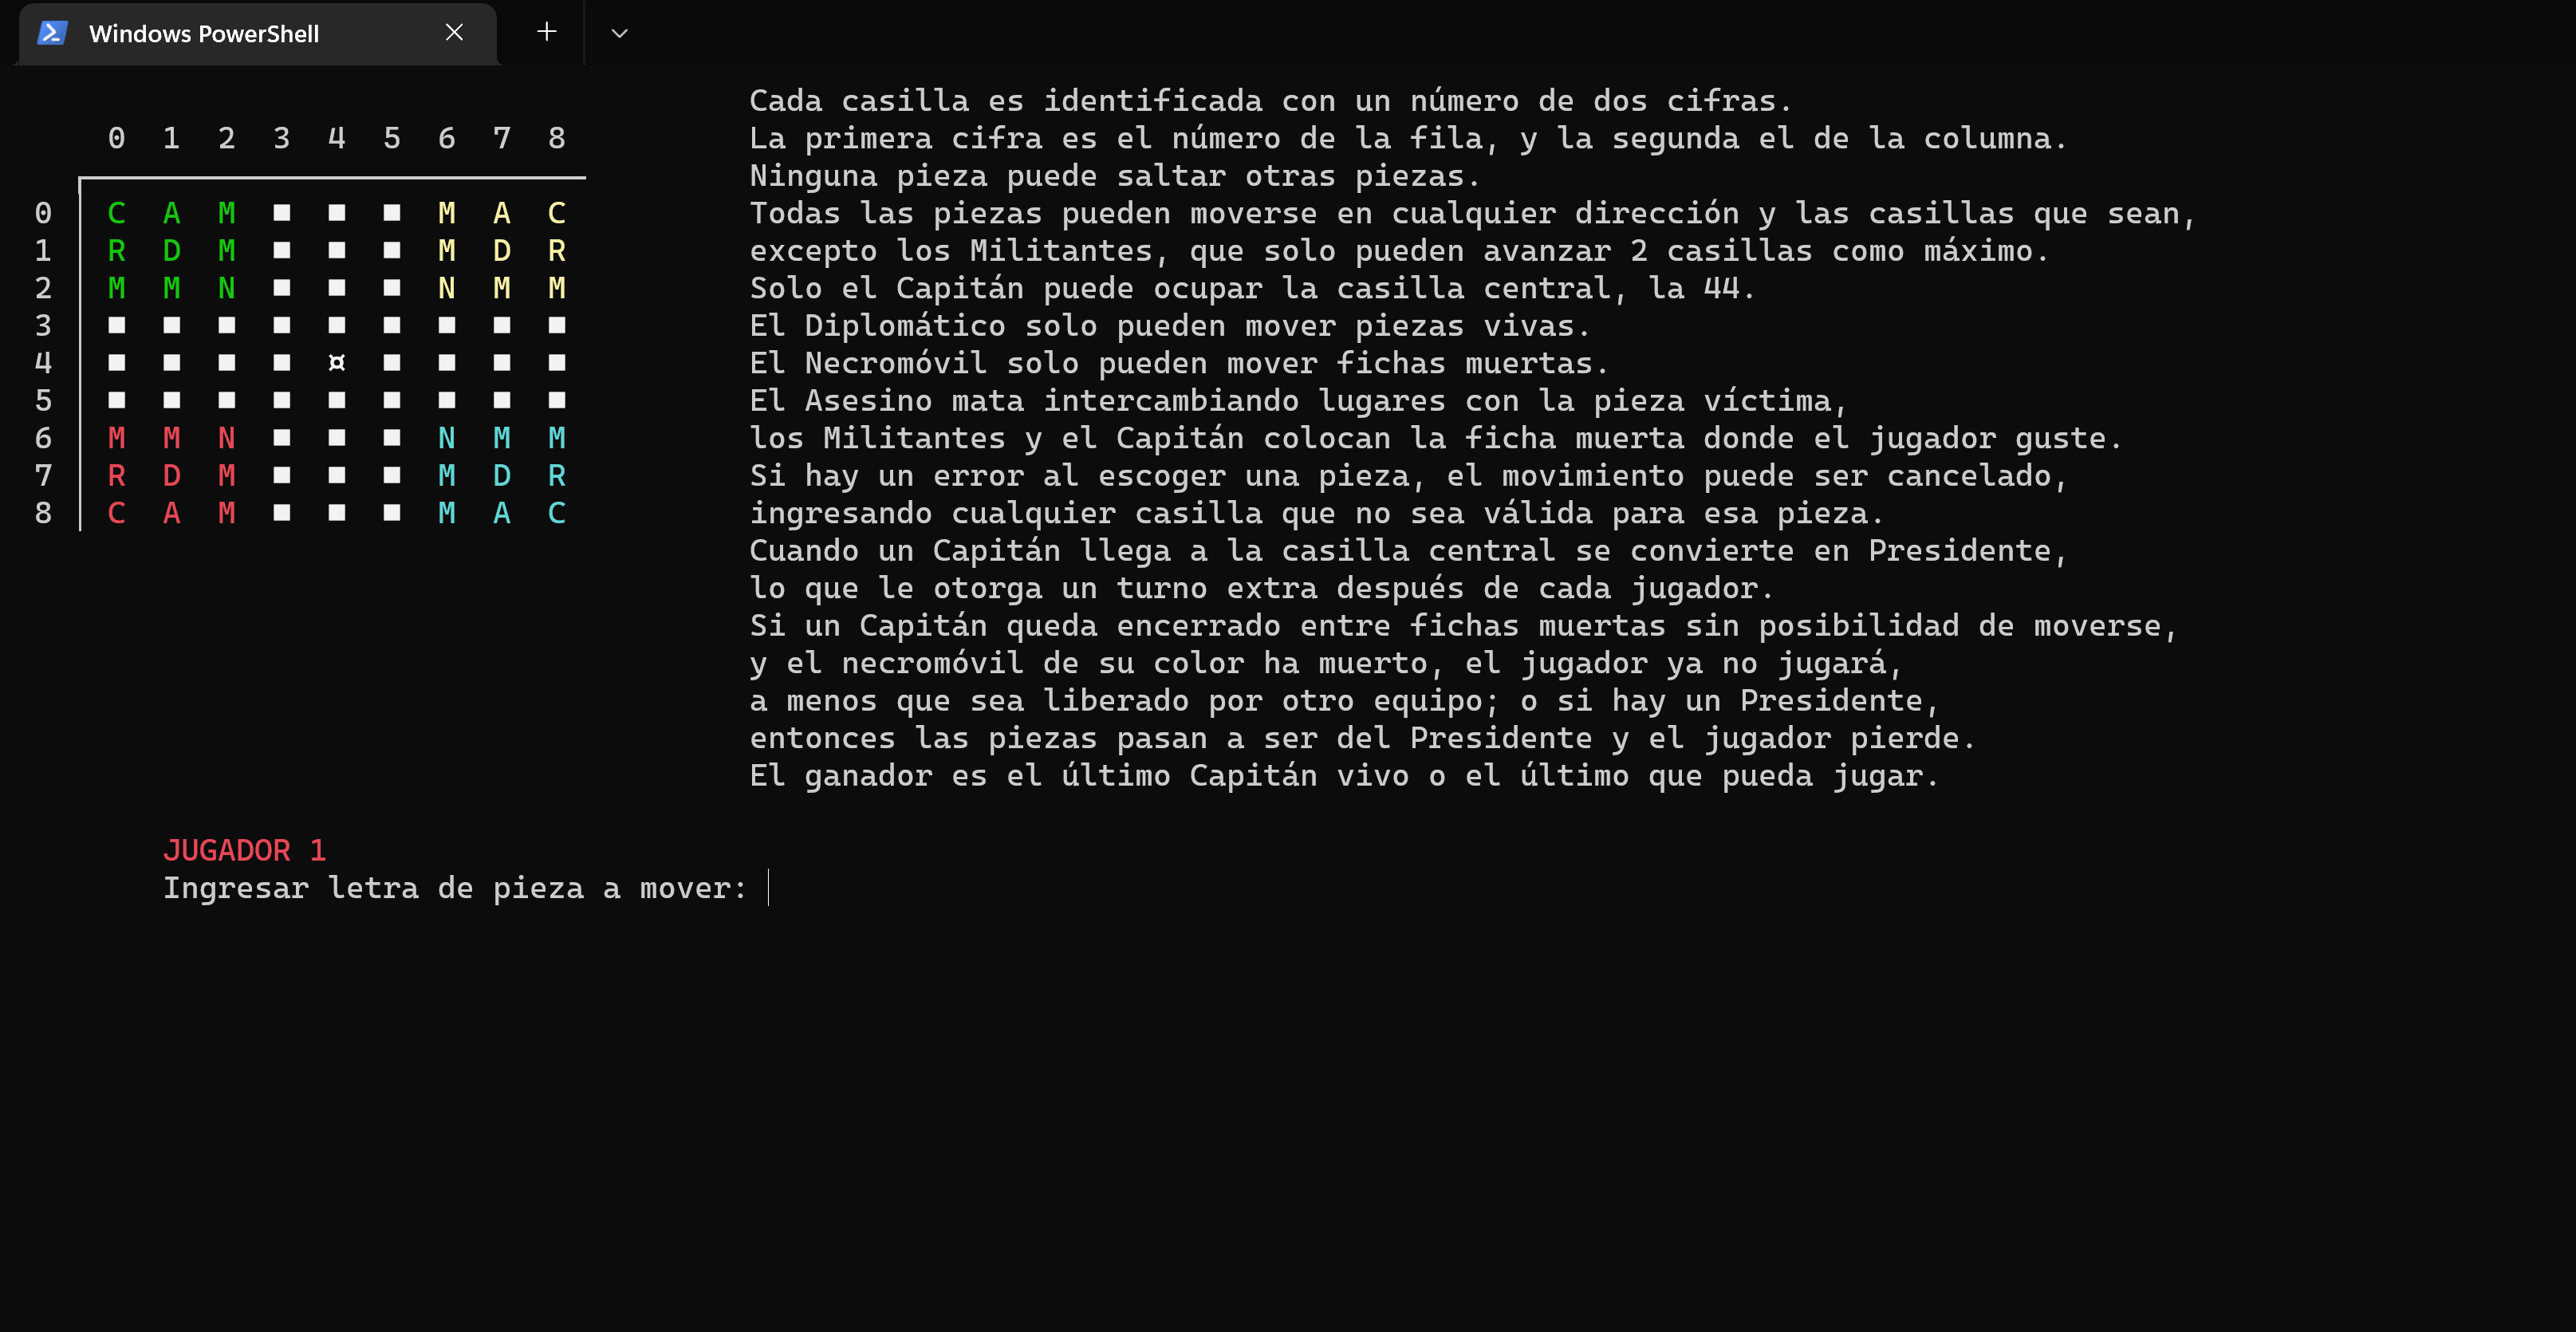 Windows PowerShell
0 1 2 3 4 5 6 7 8
0 C A M ■ ■ ■ M A C
1 R D M ■ ■ ■ M D R
2 M M N ■ ■ ■ N M M
3 ■ ■ ■ ■ ■ ■ ■ ■ ■
4 ■ ■ ■ ■ ¤ ■ ■ ■ ■
5 ■ ■ ■ ■ ■ ■ ■ ■ ■
6 M M N ■ ■ ■ N M M
7 R D M ■ ■ ■ M D R
8 C A M ■ ■ ■ M A C
Cada casilla es identificada con un número de dos cifras.
La primera cifra es el número de la fila, y la segunda el de la columna.
Ninguna pieza puede saltar otras piezas.
Todas las piezas pueden moverse en cualquier dirección y las casillas que sean,
excepto los Militantes, que solo pueden avanzar 2 casillas como máximo.
Solo el Capitán puede ocupar la casilla central, la 44.
El Diplomático solo pueden mover piezas vivas.
El Necromóvil solo pueden mover fichas muertas.
El Asesino mata intercambiando lugares con la pieza víctima,
los Militantes y el Capitán colocan la ficha muerta donde el jugador guste.
Si hay un error al escoger una pieza, el movimiento puede ser cancelado,
ingresando cualquier casilla que no sea válida para esa pieza.
Cuando un Capitán llega a la casilla central se convierte en Presidente,
lo que le otorga un turno extra después de cada jugador.
Si un Capitán queda encerrado entre fichas muertas sin posibilidad de moverse,
y el necromóvil de su color ha muerto, el jugador ya no jugará,
a menos que sea liberado por otro equipo; o si hay un Presidente,
entonces las piezas pasan a ser del Presidente y el jugador pierde.
El ganador es el último Capitán vivo o el último que pueda jugar.
JUGADOR 1
Ingresar letra de pieza a mover: